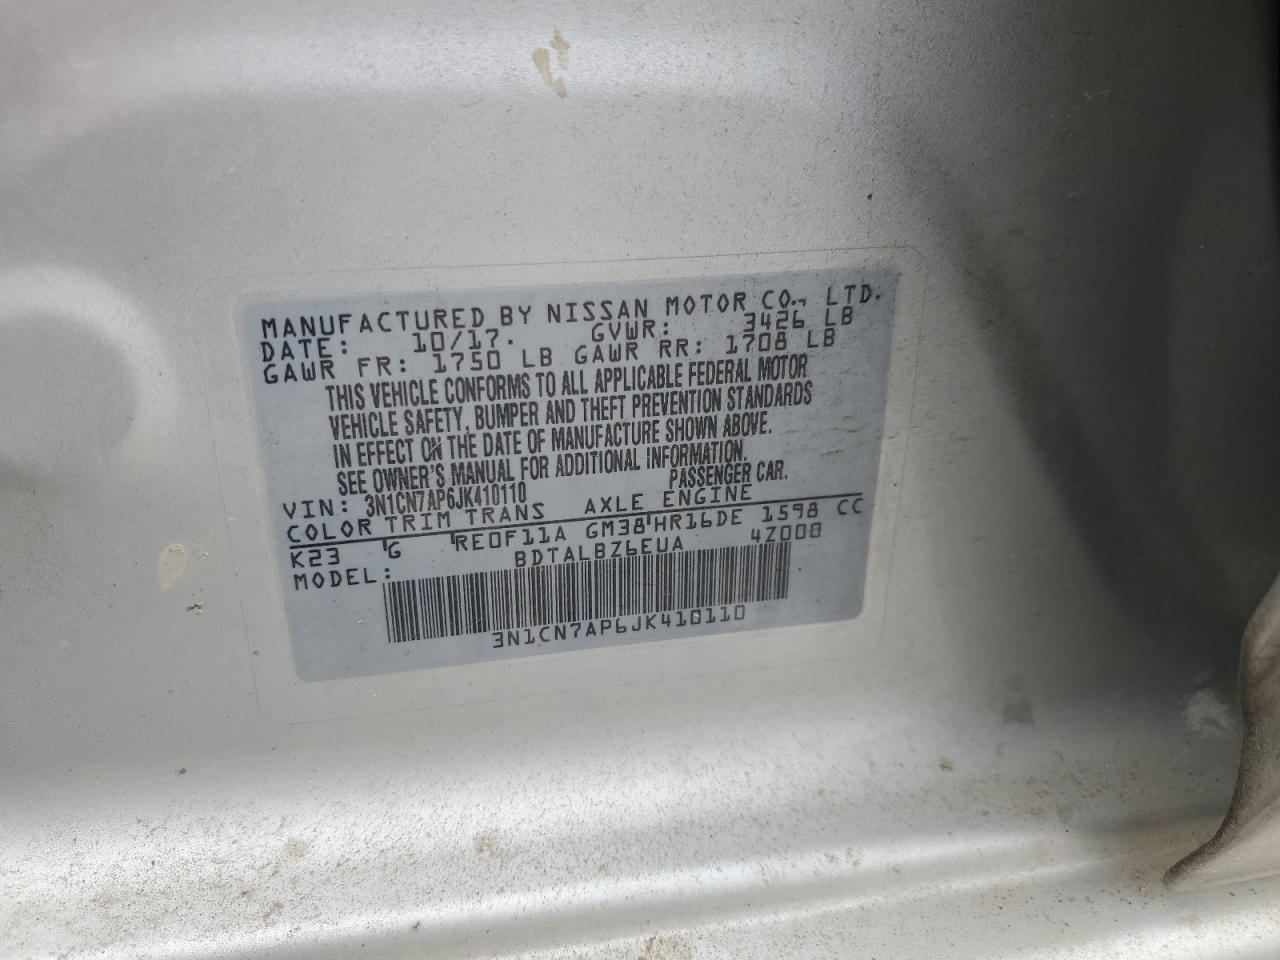 MANUFACTURED BY NISSAN MOTOR CO., LTD.
DATE: 10/17. GVWR: 3426 LB
GAWR FR: 1750 LB GAWR RR: 1708 LB
THIS VEHICLE CONFORMS TO ALL APPLICABLE FEDERAL MOTOR
VEHICLE SAFETY, BUMPER AND THEFT PREVENTION STANDARDS
IN EFFECT ON THE DATE OF MANUFACTURE SHOWN ABOVE.
SEE OWNER'S MANUAL FOR ADDITIONAL INFORMATION.
VIN: 3N1CN7AP6JK410110 PASSENGER CAR.
COLOR TRIM TRANS AXLE ENGINE
K23 G RE0F11A GM38 HR16DE 1598 CC
MODEL: BDTALBZ6EUA 4Z008
3N1CN7AP6JK410110